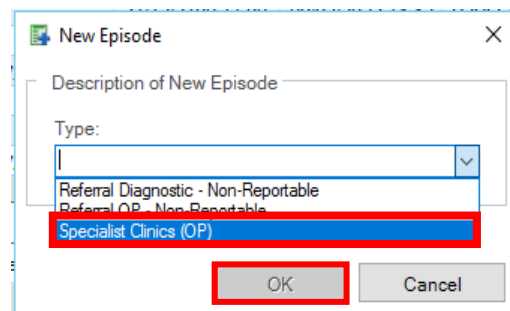 New Episode
Description of New Episode
Type:
Referral Diagnostic - Non-Reportable
Referral OP - Non-Reportable
Specialist Clinics (OP)
OK
Cancel